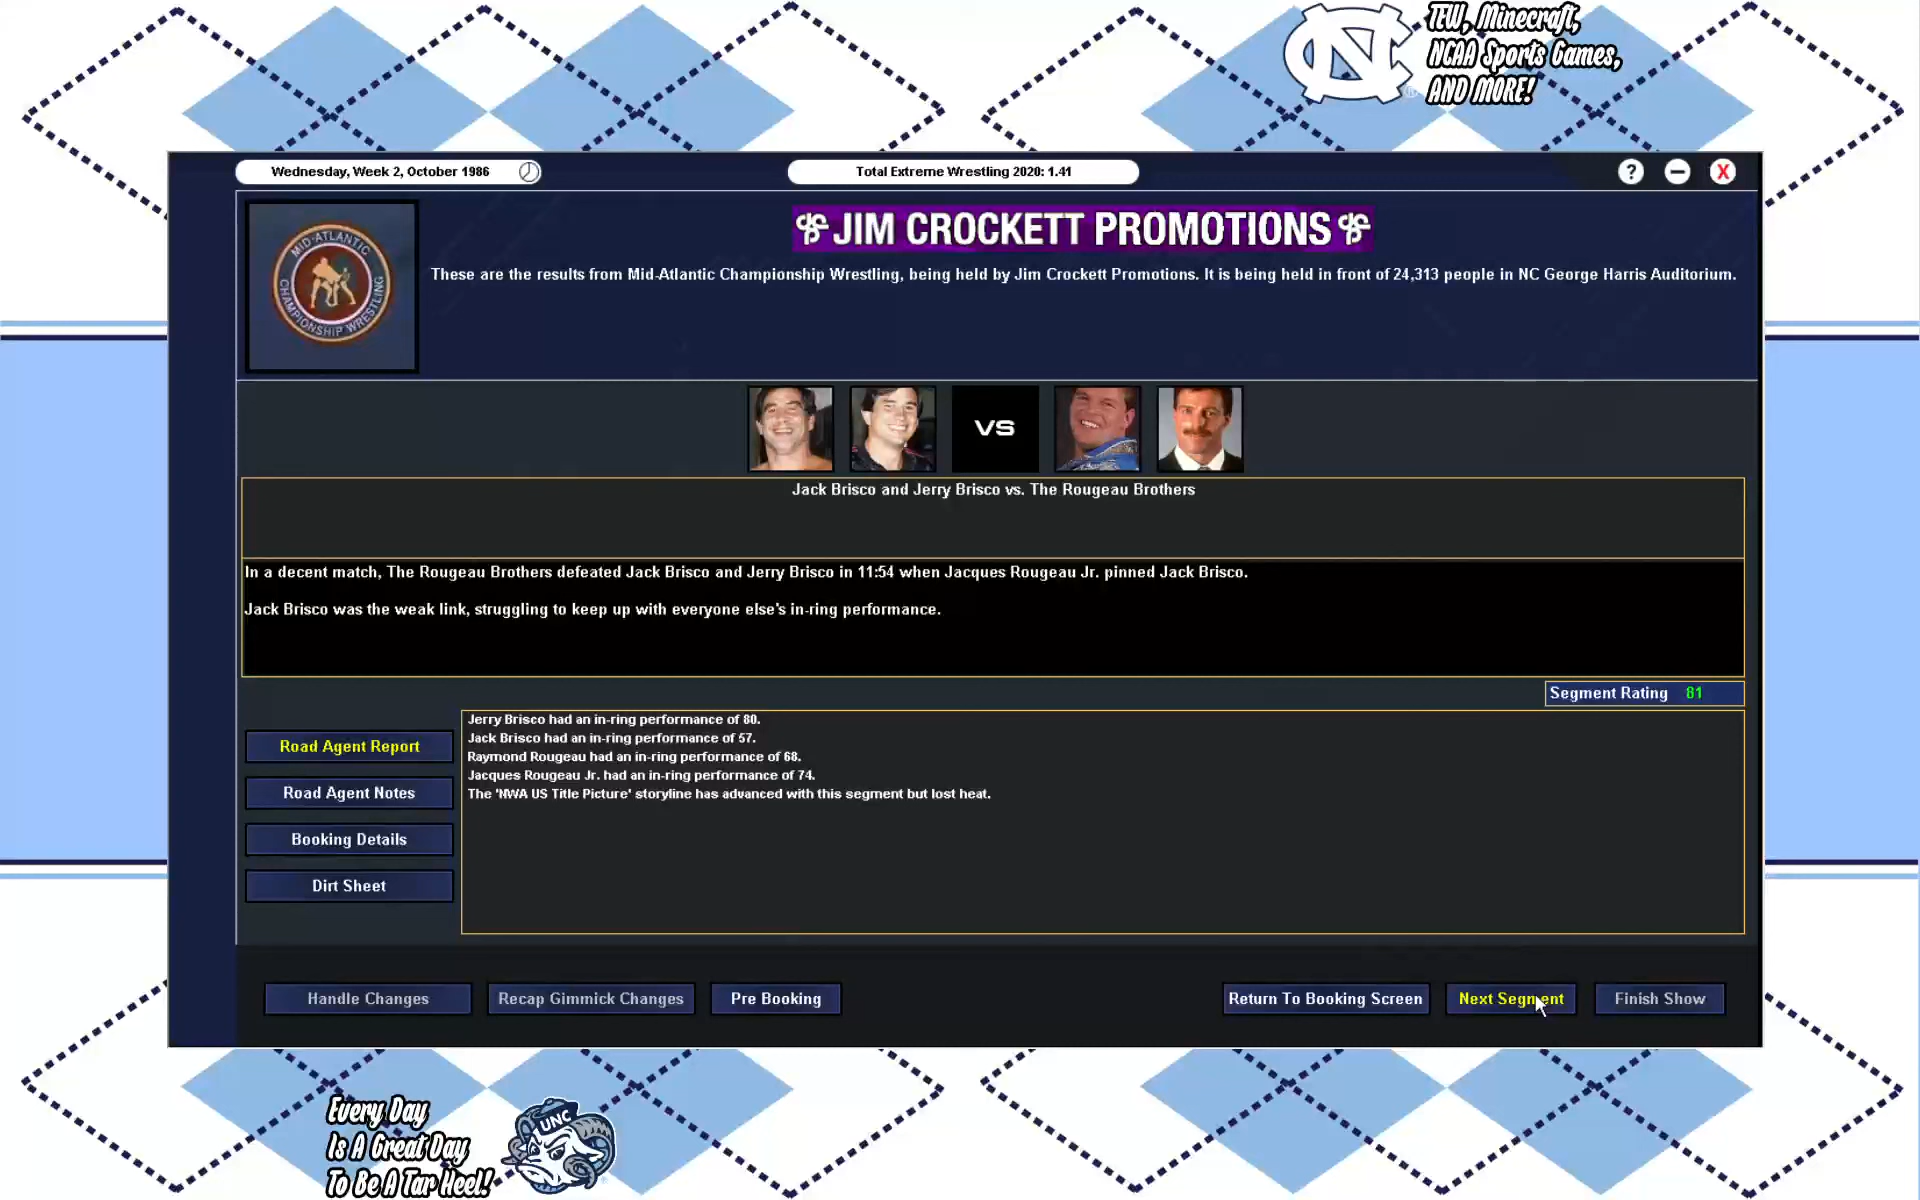 TEW, Minecraft,
NCAA Sports Games,
AND MORE!
NC
Wednesday, Week 2, October 1986
Total Extreme Wrestling 2020: 1.41
?
X
MID-ATLANTIC
CHAMPIONSHIP WRESTLING
JIM CROCKETT PROMOTIONS
These are the results from Mid-Atlantic Championship Wrestling, being held by Jim Crockett Promotions. It is being held in front of 24,313 people in NC George Harris Auditorium.
VS
Jack Brisco and Jerry Brisco vs. The Rougeau Brothers
In a decent match, The Rougeau Brothers defeated Jack Brisco and Jerry Brisco in 11:54 when Jacques Rougeau Jr. pinned Jack Brisco.
Jack Brisco was the weak link, struggling to keep up with everyone else's in-ring performance.
Segment Rating 81
Road Agent Report
Road Agent Notes
Booking Details
Dirt Sheet
Jerry Brisco had an in-ring performance of 80.
Jack Brisco had an in-ring performance of 57.
Raymond Rougeau had an in-ring performance of 68.
Jacques Rougeau Jr. had an in-ring performance of 74.
The 'NWA US Title Picture' storyline has advanced with this segment but lost heat.
Handle Changes
Recap Gimmick Changes
Pre Booking
Return To Booking Screen
Next Segment
Finish Show
Every Day
Is A Great Day
To Be A Tar Heel!
UNC